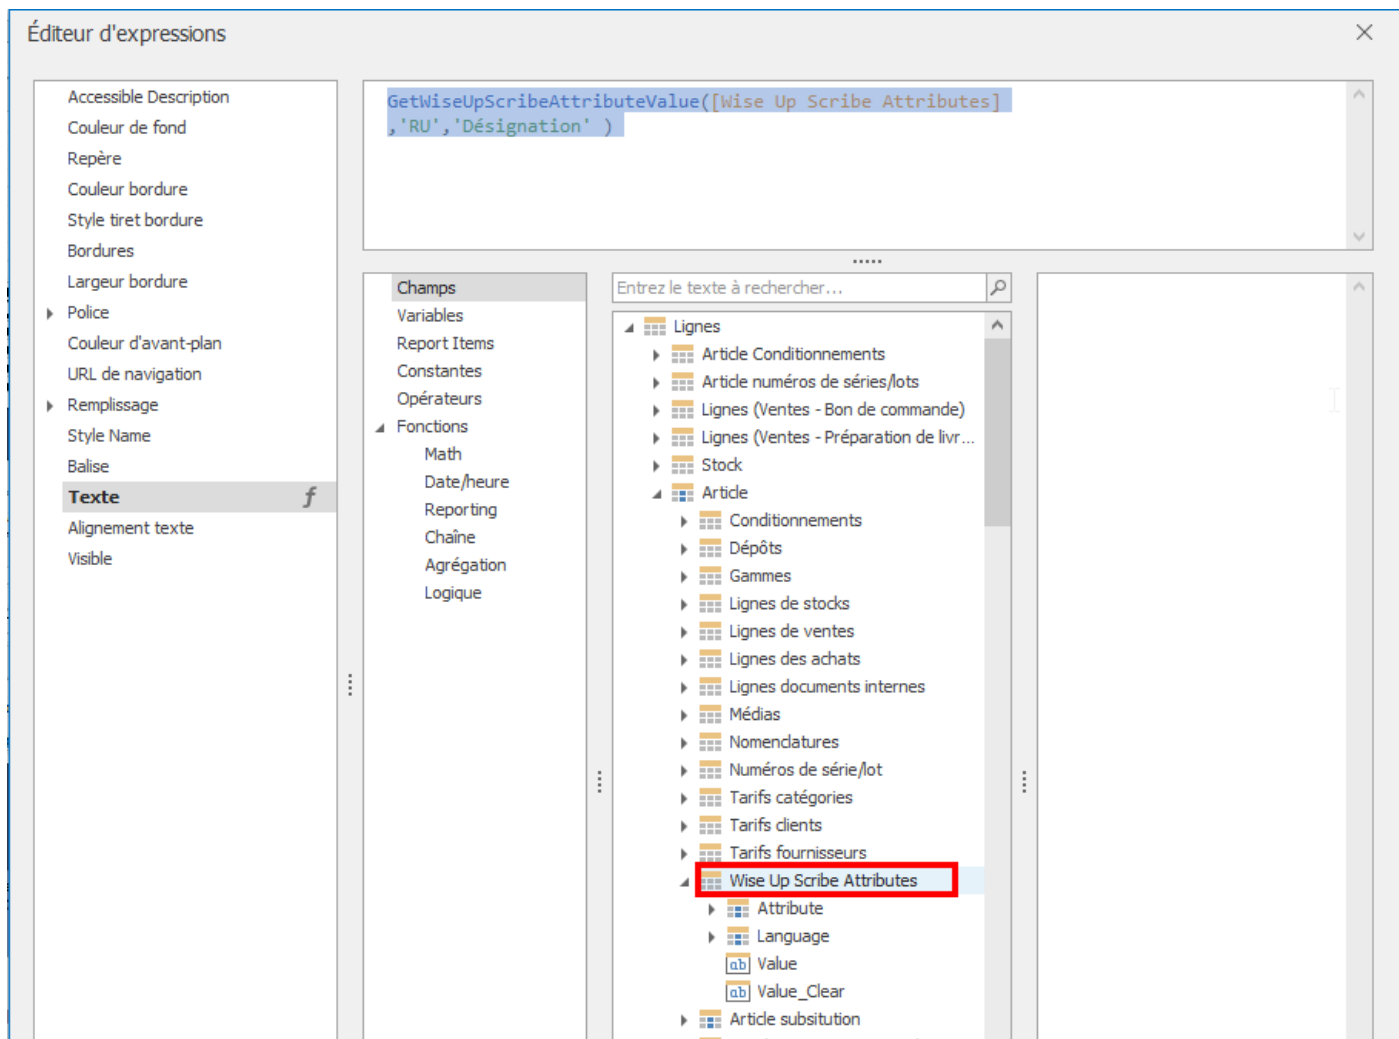 Éditeur d'expressions
Accessible Description
Couleur de fond
Repère
Couleur bordure
Style tiret bordure
Bordures
Largeur bordure
Police
Couleur d'avant-plan
URL de navigation
Remplissage
Style Name
Balise
Texte
Alignement texte
Visible
GetWiseUpScribeAttributeValue([Wise Up Scribe Attributes]
,'RU','Désignation' )
Champs
Variables
Report Items
Constantes
Opérateurs
Fonctions
Math
Date/heure
Reporting
Chaîne
Agrégation
Logique
Entrez le texte à rechercher...
Lignes
Article Conditionnements
Article numéros de séries/lots
Lignes (Ventes - Bon de commande)
Lignes (Ventes - Préparation de livr...
Stock
Article
Conditionnements
Dépôts
Gammes
Lignes de stocks
Lignes de ventes
Lignes des achats
Lignes documents internes
Médias
Nomenclatures
Numéros de série/lot
Tarifs catégories
Tarifs clients
Tarifs fournisseurs
Wise Up Scribe Attributes
Attribute
Language
Value
Value_Clear
Article subsitution